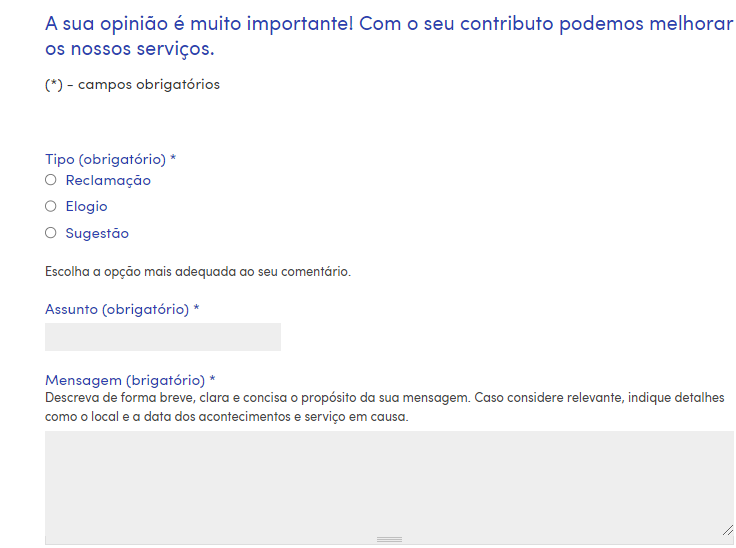 A sua opinião é muito importante! Com o seu contributo podemos melhorar
os nossos serviços.
(*) - campos obrigatórios
Tipo (obrigatório) *
Reclamação
Elogio
Sugestão
Escolha a opção mais adequada ao seu comentário.
Assunto (obrigatório) *
Mensagem (brigatório) *
Descreva de forma breve, clara e concisa o propósito da sua mensagem. Caso considere relevante, indique detalhes
como o local e a data dos acontecimentos e serviço em causa.